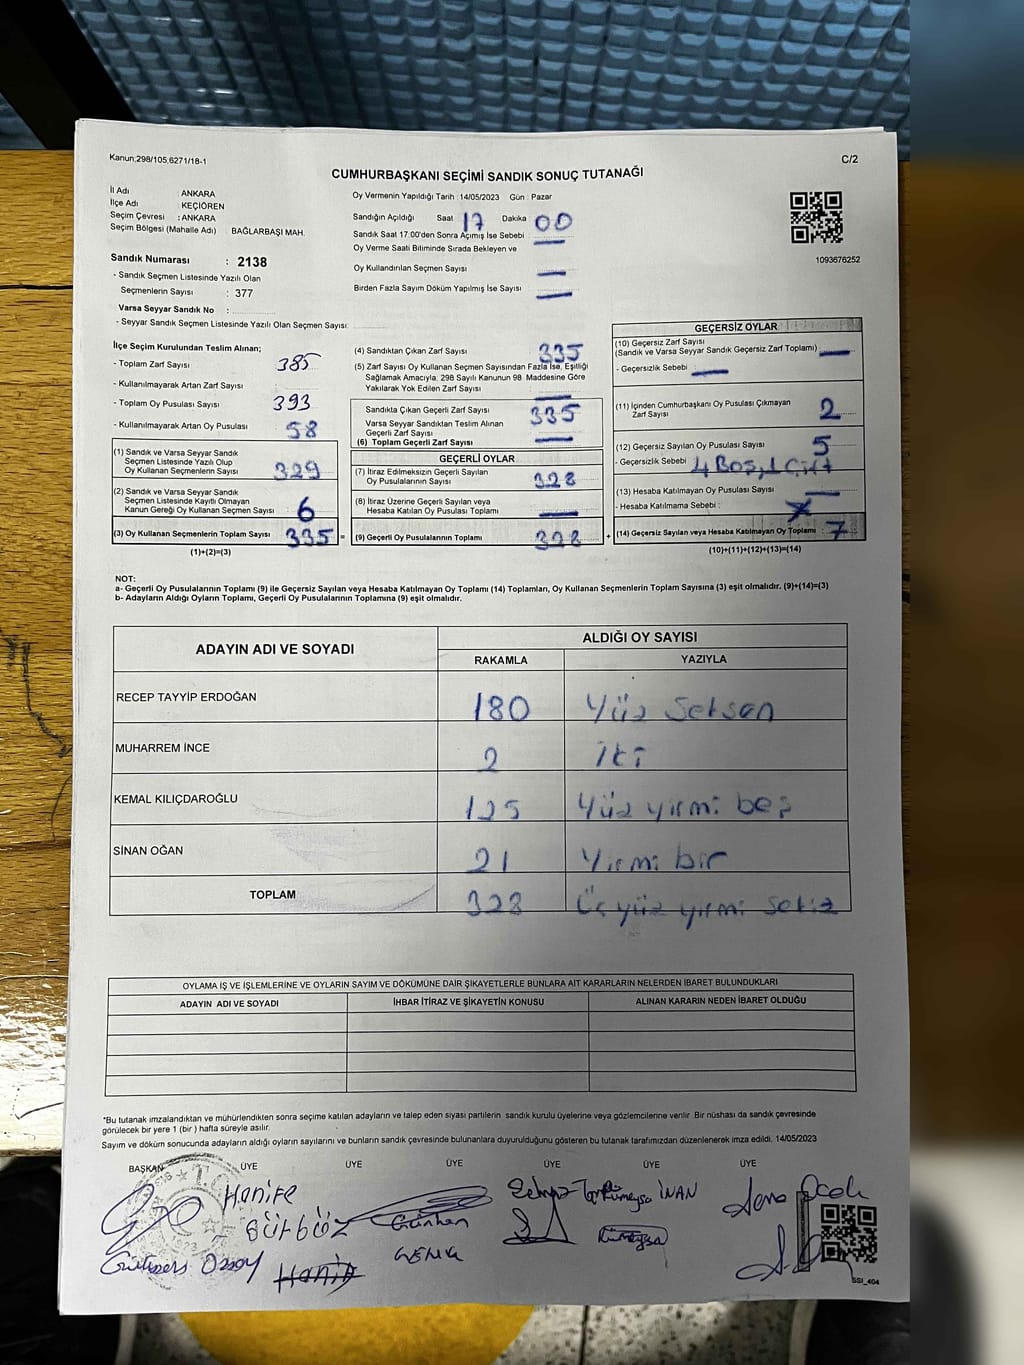 Kanun;298/105;6271/18-1
C/2
CUMHURBAŞKANI SEÇİMİ SANDIK SONUÇ TUTANAĞI
İl Adı : ANKARA
İlçe Adı : KEÇİÖREN
Seçim Çevresi : ANKARA
Seçim Bölgesi (Mahalle Adı) : BAĞLARBAŞI MAH.
Oy Vermenin Yapıldığı Tarih :14/05/2023 Gün : Pazar
Sandığın Açıldığı Saat 17 Dakika 00
Sandık Saat 17:00'den Sonra Açımış İse Sebebi —
Oy Verme Saati Bitiminde Sırada Bekleyen ve
Oy Kullandırılan Seçmen Sayısı —
Birden Fazla Sayım Döküm Yapılmış İse Sayısı —
1093676252
Sandık Numarası : 2138
- Sandık Seçmen Listesinde Yazılı Olan
Seçmenlerin Sayısı : 377
Varsa Seyyar Sandık No :
- Seyyar Sandık Seçmen Listesinde Yazılı Olan Seçmen Sayısı:
İlçe Seçim Kurulundan Teslim Alınan;
- Toplam Zarf Sayısı 385
- Kullanılmayarak Artan Zarf Sayısı
- Toplam Oy Pusulası Sayısı 393
- Kullanılmayarak Artan Oy Pusulası 58
(1) Sandık ve Varsa Seyyar Sandık
Seçmen Listesinde Yazılı Olup
Oy Kullanan Seçmenlerin Sayısı 329
(2) Sandık ve Varsa Seyyar Sandık
Seçmen Listesinde Kayıtlı Olmayan
Kanun Gereği Oy Kullanan Seçmen Sayısı 6
(3) Oy Kullanan Seçmenlerin Toplam Sayısı 335 =
(1)+(2)=(3)
(4) Sandıktan Çıkan Zarf Sayısı 335
(5) Zarf Sayısı Oy Kullanan Seçmen Sayısından Fazla İse, Eşitliği
Sağlamak Amacıyla, 298 Sayılı Kanunun 98 Maddesine Göre
Yakılarak Yok Edilen Zarf Sayısı —
Sandıkta Çıkan Geçerli Zarf Sayısı 335
Varsa Seyyar Sandıktan Teslim Alınan
Geçerli Zarf Sayısı —
(6) Toplam Geçerli Zarf Sayısı
GEÇERLİ OYLAR
(7) İtiraz Edilmeksizin Geçerli Sayılan
Oy Pusulalarının Sayısı 328
(8) İtiraz Üzerine Geçerli Sayılan veya
Hesaba Katılan Oy Pusulası Toplamı —
(9) Geçerli Oy Pusulalarının Toplamı 328 +
GEÇERSİZ OYLAR
(10) Geçersiz Zarf Sayısı
(Sandık ve Varsa Seyyar Sandık Geçersiz Zarf Toplamı) —
- Geçersizlik Sebebi —
(11) İçinden Cumhurbaşkanı Oy Pusulası Çıkmayan
Zarf Sayısı 2
(12) Geçersiz Sayılan Oy Pusulası Sayısı 5
- Geçersizlik Sebebi 4 Boş, 1 Çift
(13) Hesaba Katılmayan Oy Pusulası Sayısı —
- Hesaba Katılmama Sebebi :
(14) Geçersiz Sayılan veya Hesaba Katılmayan Oy Toplamı : 7
(10)+(11)+(12)+(13)=(14)
NOT:
a- Geçerli Oy Pusulalarının Toplamı (9) ile Geçersiz Sayılan veya Hesaba Katılmayan Oy Toplamı (14) Toplamları, Oy Kullanan Seçmenlerin Toplam Sayısına (3) eşit olmalıdır. (9)+(14)=(3)
b- Adayların Aldığı Oyların Toplamı, Geçerli Oy Pusulalarının Toplamına (9) eşit olmalıdır.
ADAYIN ADI VE SOYADI
ALDIĞI OY SAYISI
RAKAMLA YAZIYLA
RECEP TAYYİP ERDOĞAN 180 Yüz Seksen
MUHARREM İNCE 2 İki
KEMAL KILIÇDAROĞLU 125 Yüz yirmi beş
SİNAN OĞAN 21 Yirmi bir
TOPLAM 328 Üç yüz yirmi sekiz
OYLAMA İŞ VE İŞLEMLERİNE VE OYLARIN SAYIM VE DÖKÜMÜNE DAİR ŞİKAYETLERLE BUNLARA AİT KARARLARIN NELERDEN İBARET BULUNDUKLARI
ADAYIN ADI VE SOYADI İHBAR İTİRAZ VE ŞİKAYETİN KONUSU ALINAN KARARIN NEDEN İBARET OLDUĞU
*Bu tutanak imzalandıktan ve mühürlendikten sonra seçime katılan adayların ve talep eden siyasi partilerin sandık kurulu üyelerine veya gözlemcilerine verilir. Bir nüshası da sandık çevresinde
görülecek bir yere 1 (bir) hafta süreyle asılır.
Sayım ve döküm sonucunda adayların aldığı oyların sayılarını ve bunların sandık çevresinde bulunanlara duyurulduğunu gösteren bu tutanak tarafımızdan düzenlenerek imza edildi. 14/05/2023
BAŞKAN ÜYE ÜYE ÜYE ÜYE ÜYE ÜYE
Hanife
GÜRBÜZ
Gürhan
Rümeysa İNAN
Rümeysa
Özsoy
SSI_404